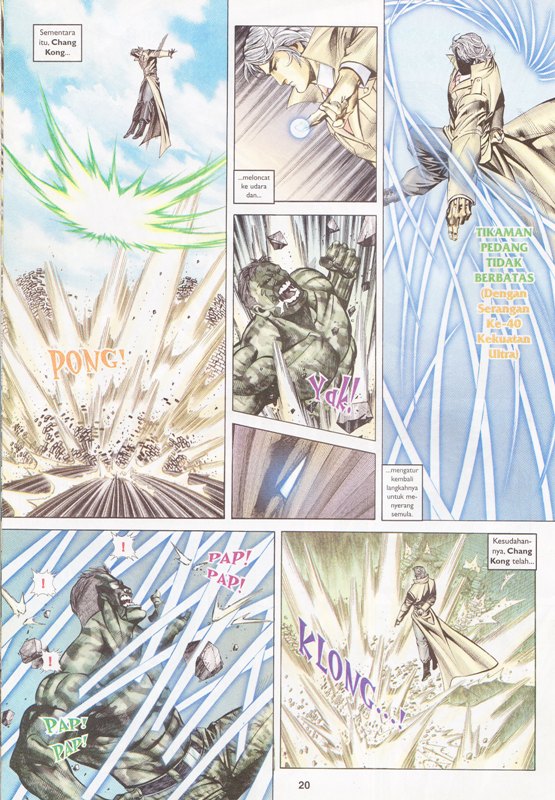 Sementara
itu, Chang
Kong...
PONG!
...meloncat
ke udara
dan...
Yak!
...mengatur
kembali
langkahnya
untuk me-
nyerang
semula.
TIKAMAN
PEDANG
TIDAK
BERBATAS
(Dengan
Serangan
Ke-40
Kekuatan
Ultra)
!
!
!
!
PAP!
PAP!
PAP!
PAP!
Kesudahan-
nya, Chang
Kong telah...
KLONG...!
20